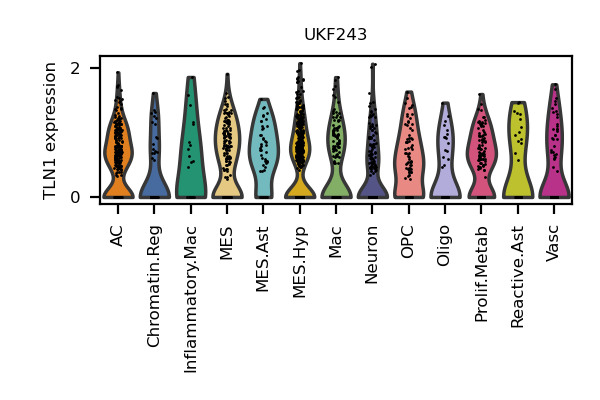 UKF243
TLN1 expression
2
0
AC
Chromatin.Reg
Inflammatory.Mac
MES
MES.Ast
MES.Hyp
Mac
Neuron
OPC
Oligo
Prolif.Metab
Reactive.Ast
Vasc